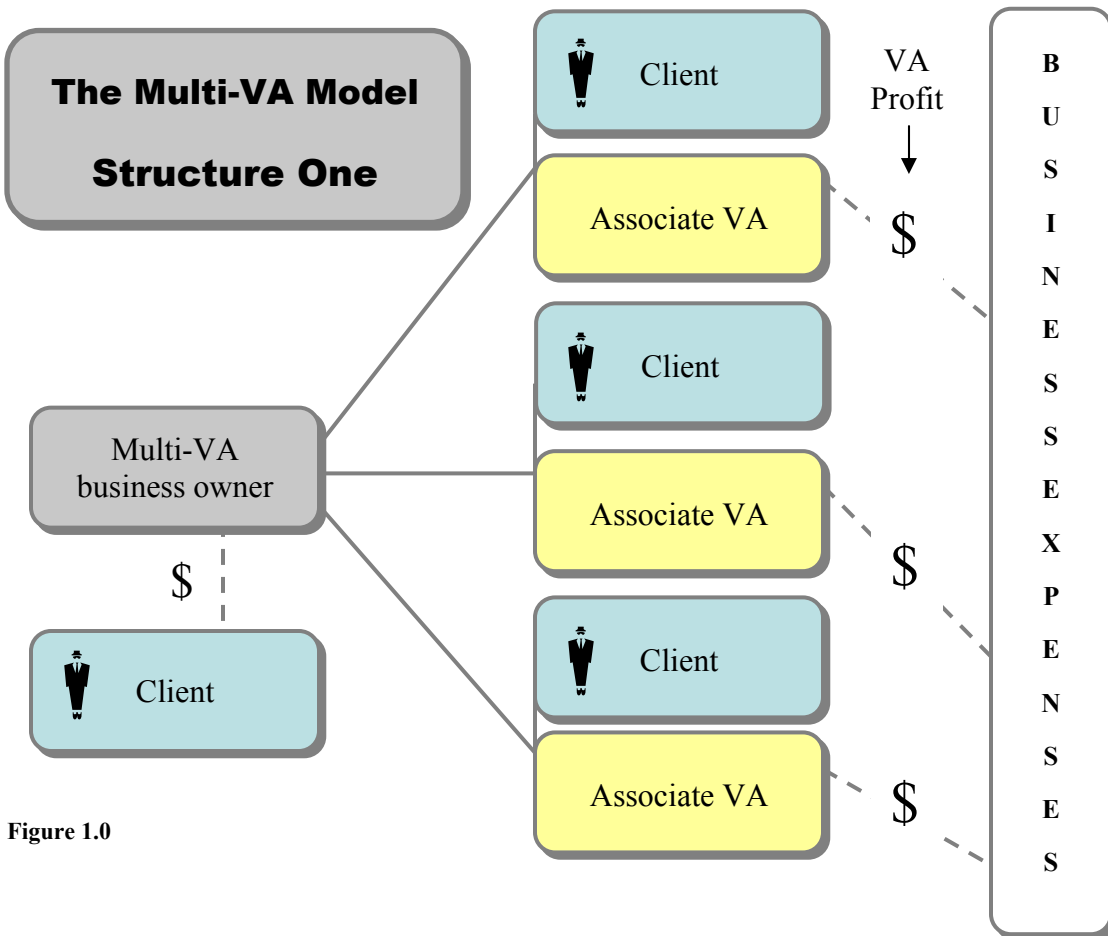 The Multi-VA Model
Structure One
Client
Associate VA
VA
Profit
$
Client
Associate VA
$
Client
Associate VA
$
Multi-VA
business owner
$
Client
B
U
S
I
N
E
S
S
E
X
P
E
N
S
E
S
Figure 1.0